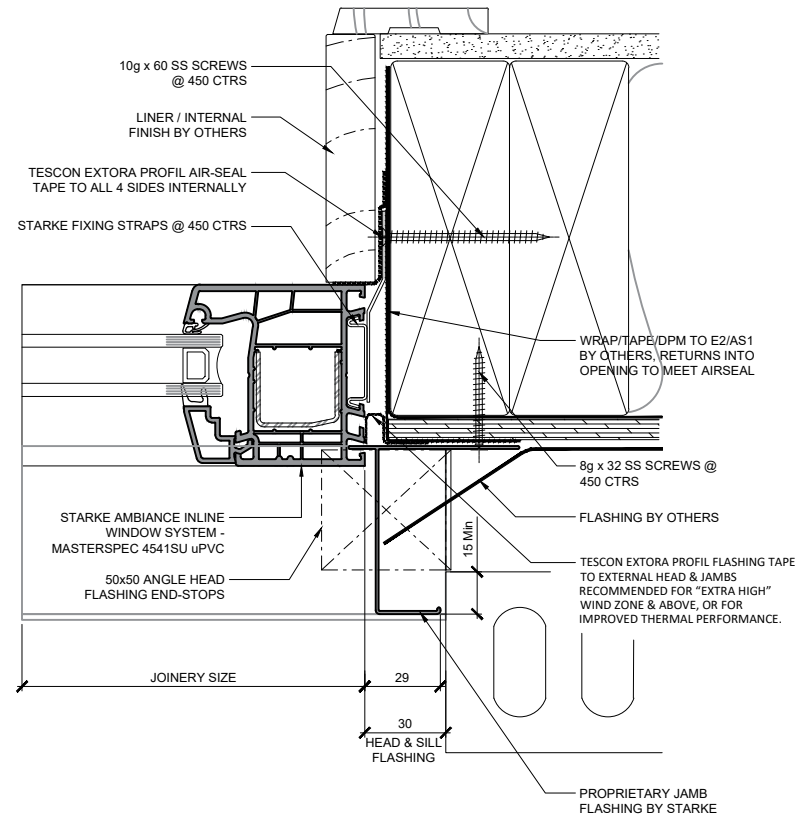 10g x 60 SS SCREWS
@ 450 CTRS
LINER / INTERNAL
FINISH BY OTHERS
TESCON EXTORA PROFIL AIR-SEAL
TAPE TO ALL 4 SIDES INTERNALLY
STARKE FIXING STRAPS @ 450 CTRS
WRAP/TAPE/DPM TO E2/AS1
BY OTHERS, RETURNS INTO
OPENING TO MEET AIRSEAL
8g x 32 SS SCREWS @
450 CTRS
FLASHING BY OTHERS
STARKE AMBIANCE INLINE
WINDOW SYSTEM -
MASTERSPEC 4541SU uPVC
50x50 ANGLE HEAD
FLASHING END-STOPS
15 Min
TESCON EXTORA PROFIL FLASHING TAPE
TO EXTERNAL HEAD & JAMBS
RECOMMENDED FOR “EXTRA HIGH”
WIND ZONE & ABOVE, OR FOR
IMPROVED THERMAL PERFORMANCE.
JOINERY SIZE
29
30
HEAD & SILL
FLASHING
PROPRIETARY JAMB
FLASHING BY STARKE